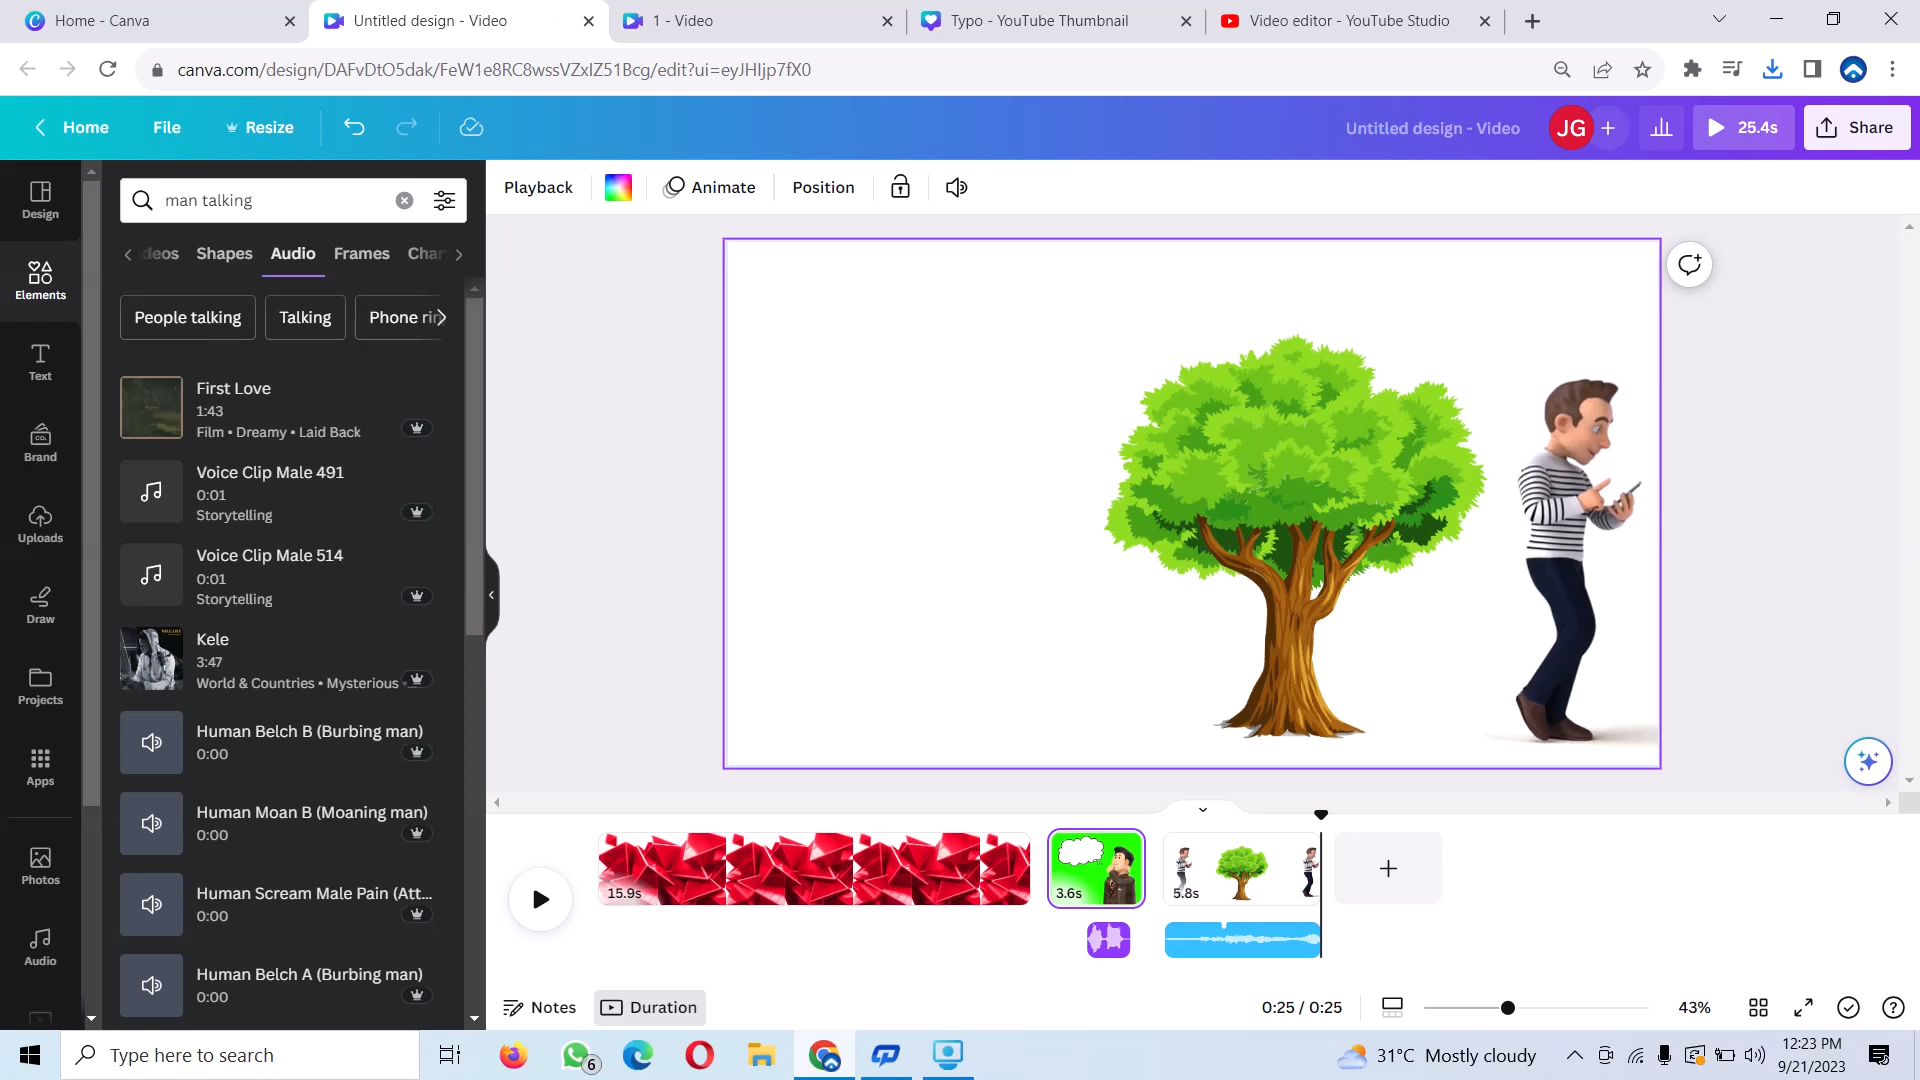 Home - Canva
Untitled design - Video
1 - Video
Typo - YouTube Thumbnail
Video editor - YouTube Studio
canva.com/design/DAFvDtO5dak/FeW1e8RC8wssVZxIZ51Bcg/edit?ui=eyJHIjp7fX0
Home
File
Resize
Untitled design - Video
JG
25.4s
Share
Playback
Animate
Position
Design
Elements
Text
Brand
CO.
Uploads
Draw
Projects
Apps
Photos
Audio
man talking
deos
Shapes
Audio
Frames
Char
People talking
Talking
Phone rin
First Love
1:43
Film • Dreamy • Laid Back
Voice Clip Male 491
0:01
Storytelling
Voice Clip Male 514
0:01
Storytelling
Kele
3:47
World & Countries • Mysterious •
Human Belch B (Burbing man)
0:00
Human Moan B (Moaning man)
0:00
Human Scream Male Pain (Att...
0:00
Human Belch A (Burbing man)
0:00
15.9s
3.6s
5.8s
Notes
Duration
0:25 / 0:25
43%
Type here to search
6
31°C Mostly cloudy
12:23 PM
9/21/2023